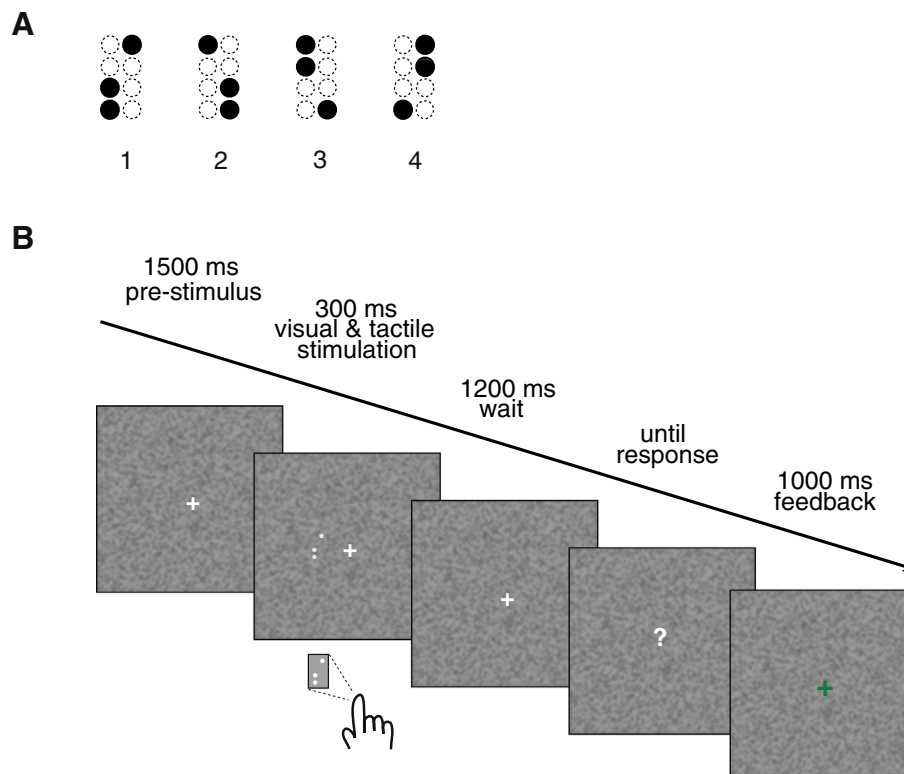 A
1 2 3 4
B
1500 ms
pre-stimulus
300 ms
visual & tactile
stimulation
1200 ms
wait
until
response
1000 ms
feedback
?